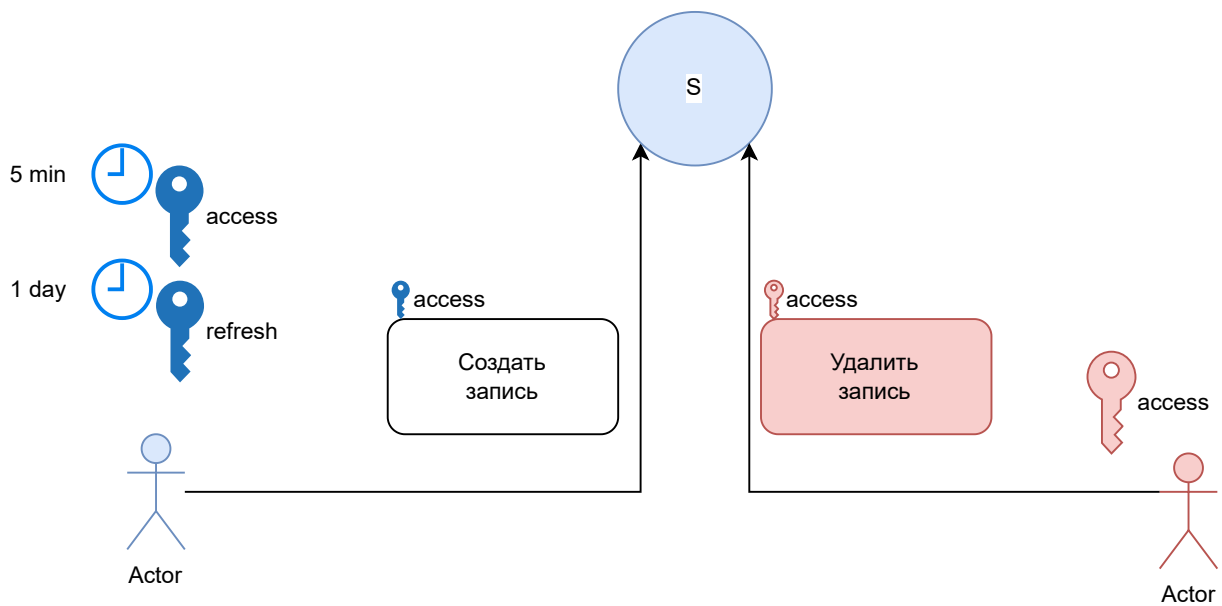 S
5 min
access
1 day
refresh
access
Создать
запись
access
Удалить
запись
access
Actor
Actor